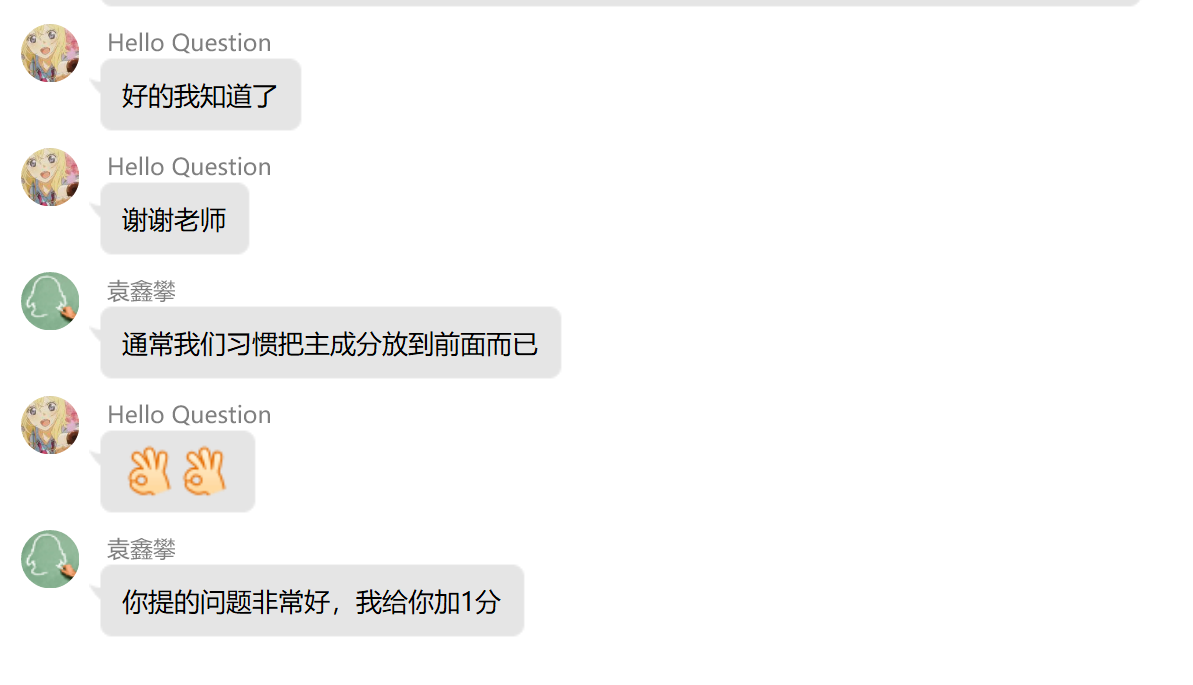 Hello Question
好的我知道了
Hello Question
谢谢老师
袁鑫攀
通常我们习惯把主成分放到前面而已
Hello Question
袁鑫攀
你提的问题非常好，我给你加1分